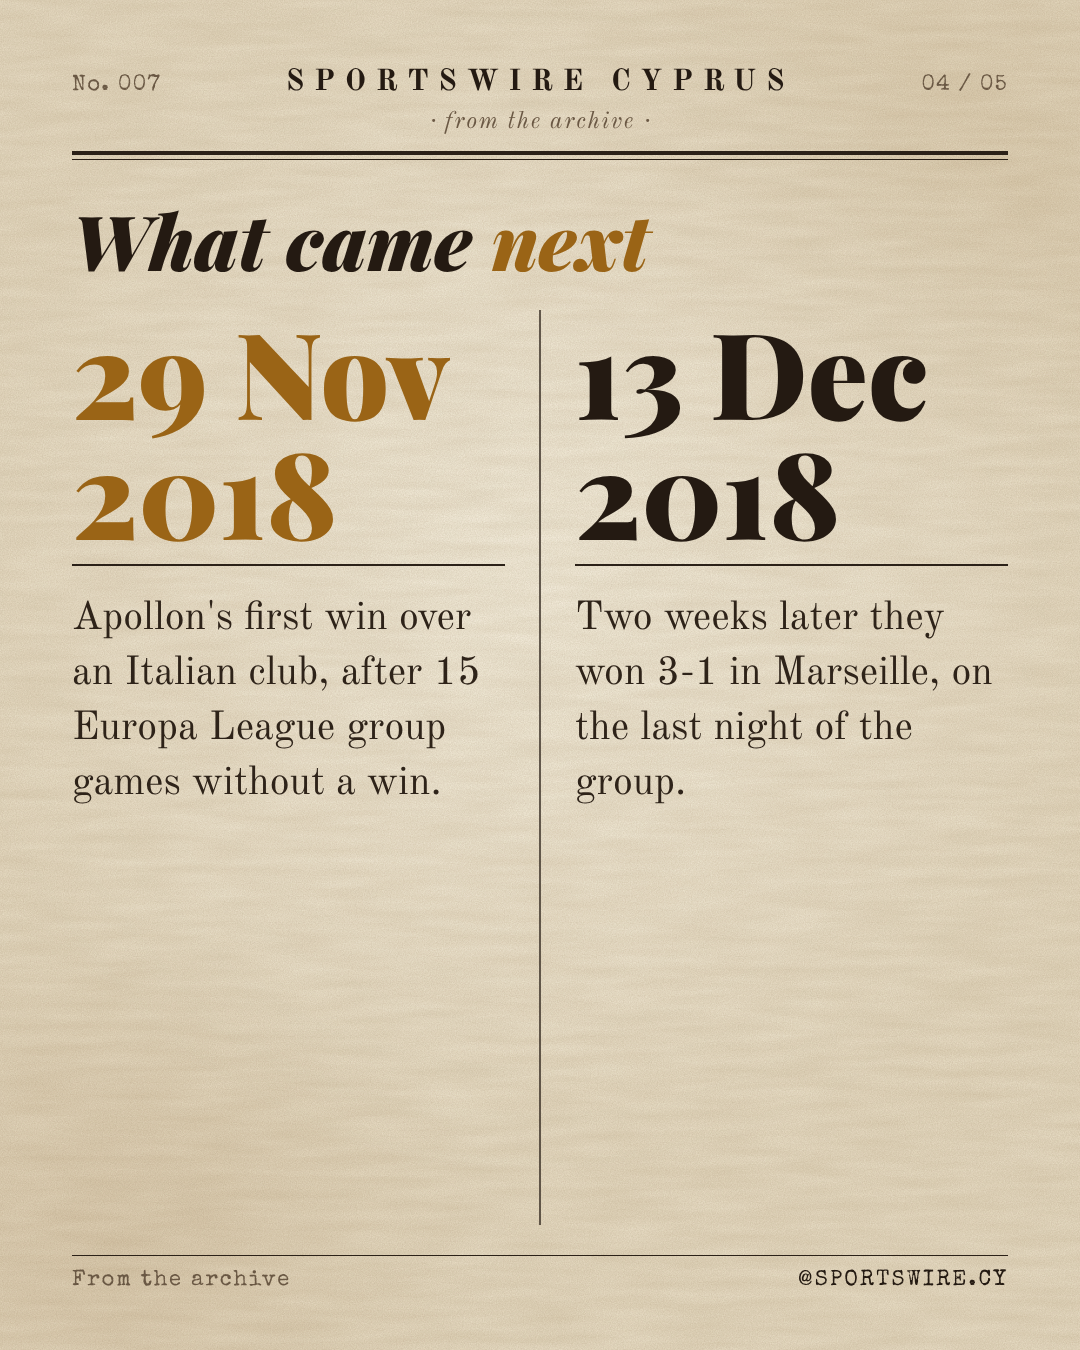 No. 007
SPORTSWIRE CYPRUS
04 / 05
· from the archive ·
What came next
29 Nov
2018
Apollon's first win over
an Italian club, after 15
Europa League group
games without a win.
13 Dec
2018
Two weeks later they
won 3-1 in Marseille, on
the last night of the
group.
From the archive
@SPORTSWIRE.CY